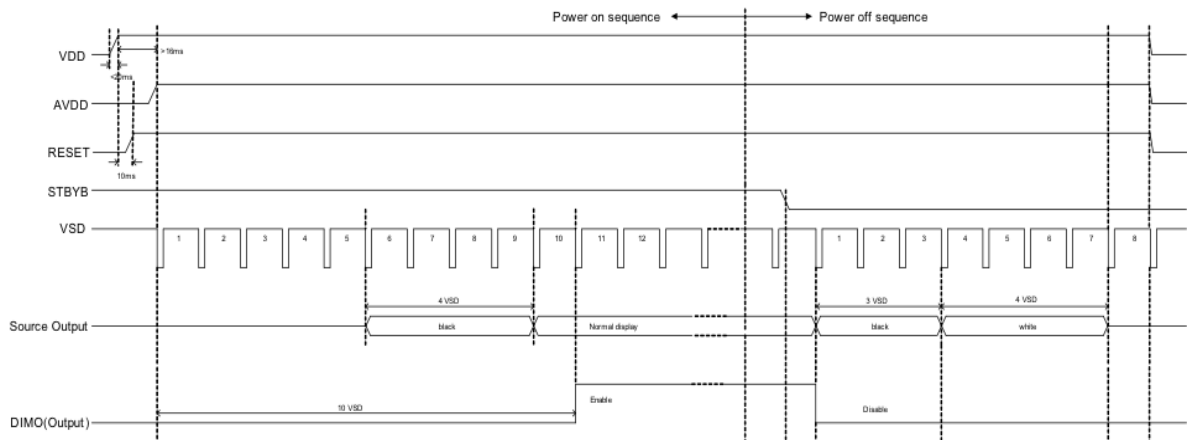 Power on sequence
Power off sequence
VDD
>16ms
AVDD
RESET
10ms
STBYB
VSD
1 2 3 4 5 6 7 8 9 10 11 12 1 2 3 4 5 6 7 8
4 VSD
3 VSD
4 VSD
Source Output
black
Normal display
black
white
10 VSD
Enable
Disable
DIMO(Output)